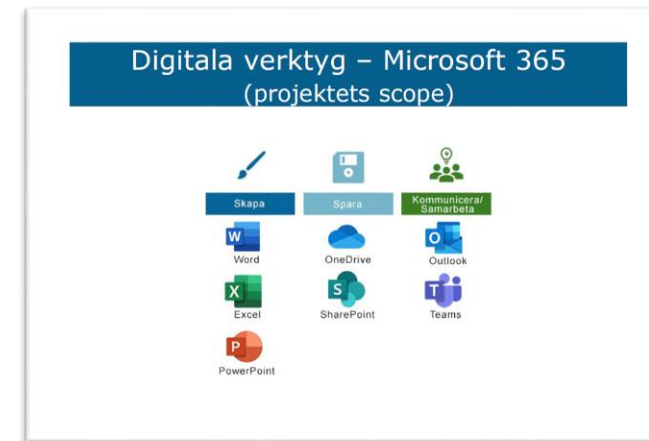 Digitala verktyg – Microsoft 365
(projektets scope)
Skapa
Spara
Kommunicera/
Samarbeta
W
Word
OneDrive
O
Outlook
X
Excel
S
SharePoint
T
Teams
P
PowerPoint